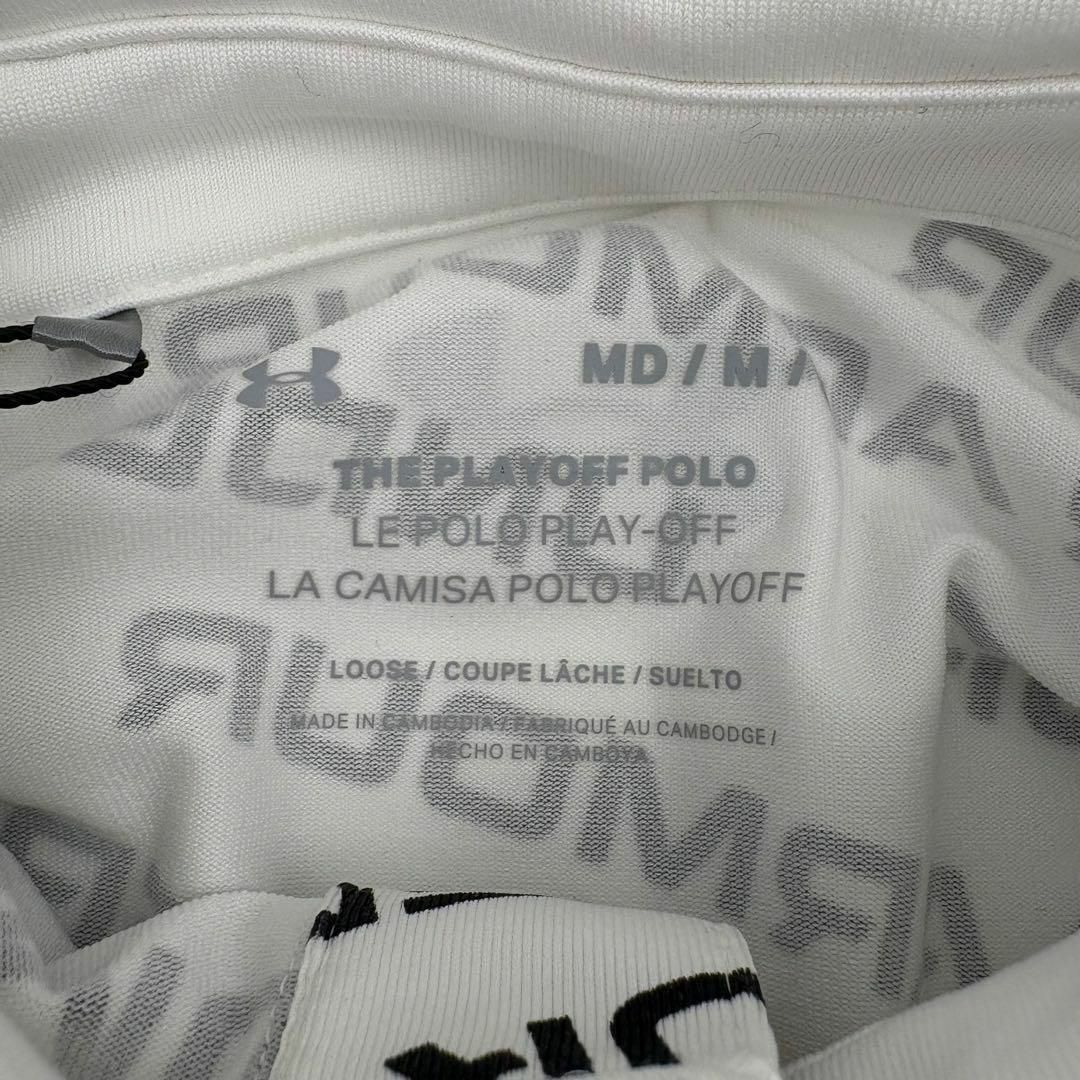 MD / M /
THE PLAYOFF POLO
LE POLO PLAY-OFF
LA CAMISA POLO PLAYOFF
LOOSE / COUPE LÂCHE / SUELTO
MADE IN CAMBODIA / FABRIQUÉ AU CAMBODGE /
HECHO EN CAMBOYA
ARMOUR